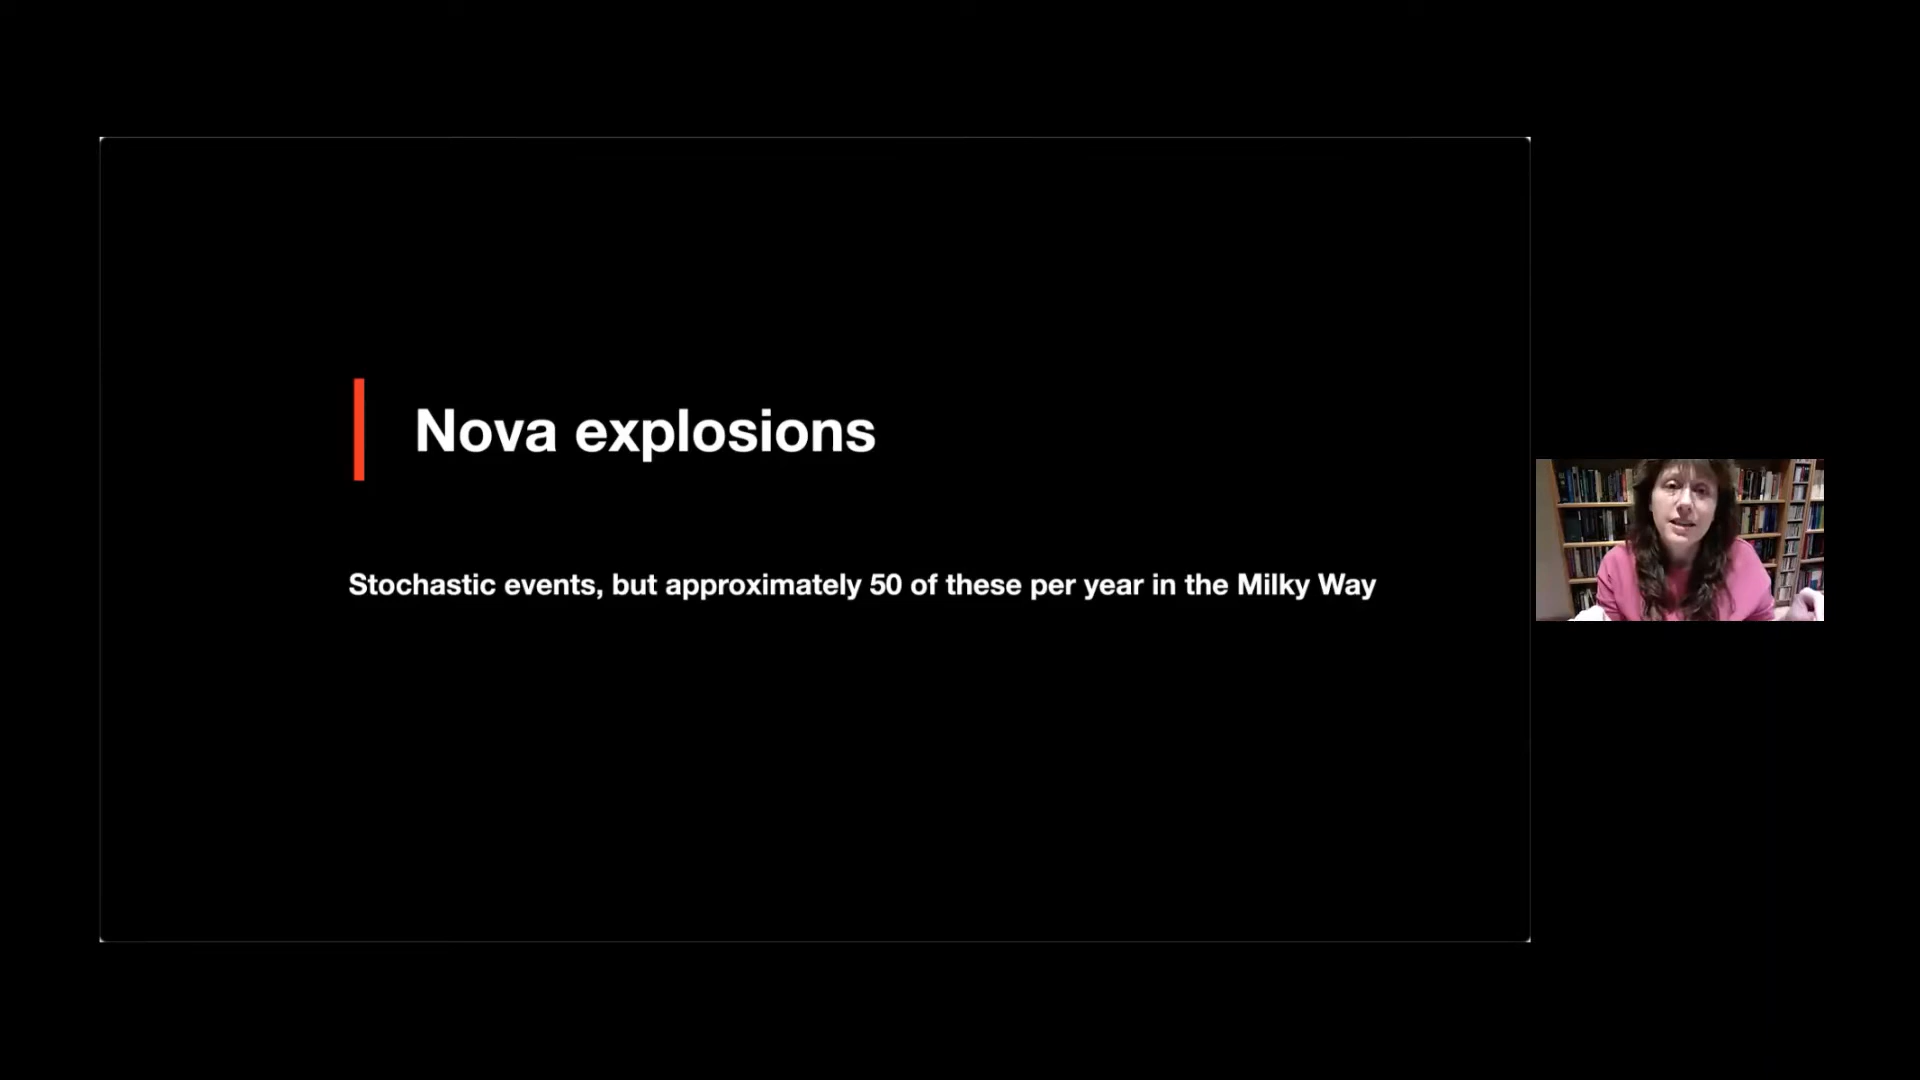 Nova explosions
Stochastic events, but approximately 50 of these per year in the Milky Way